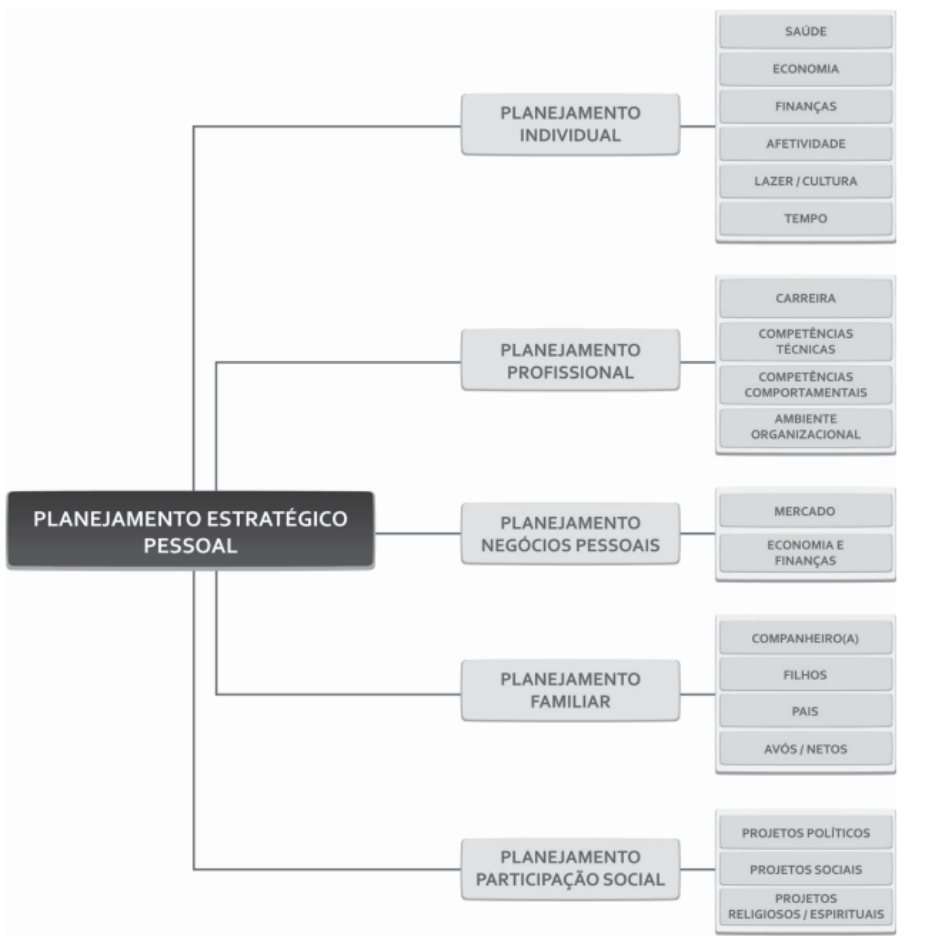 PLANEJAMENTO ESTRATÉGICO
PESSOAL
PLANEJAMENTO
INDIVIDUAL
SAÚDE
ECONOMIA
FINANÇAS
AFETIVIDADE
LAZER / CULTURA
TEMPO
PLANEJAMENTO
PROFISSIONAL
CARREIRA
COMPETÊNCIAS
TÉCNICAS
COMPETÊNCIAS
COMPORTAMENTAIS
AMBIENTE
ORGANIZACIONAL
PLANEJAMENTO
NEGÓCIOS PESSOAIS
MERCADO
ECONOMIA E
FINANÇAS
PLANEJAMENTO
FAMILIAR
COMPANHEIRO(A)
FILHOS
PAIS
AVÓS / NETOS
PLANEJAMENTO
PARTICIPAÇÃO SOCIAL
PROJETOS POLÍTICOS
PROJETOS SOCIAIS
PROJETOS
RELIGIOSOS / ESPIRITUAIS